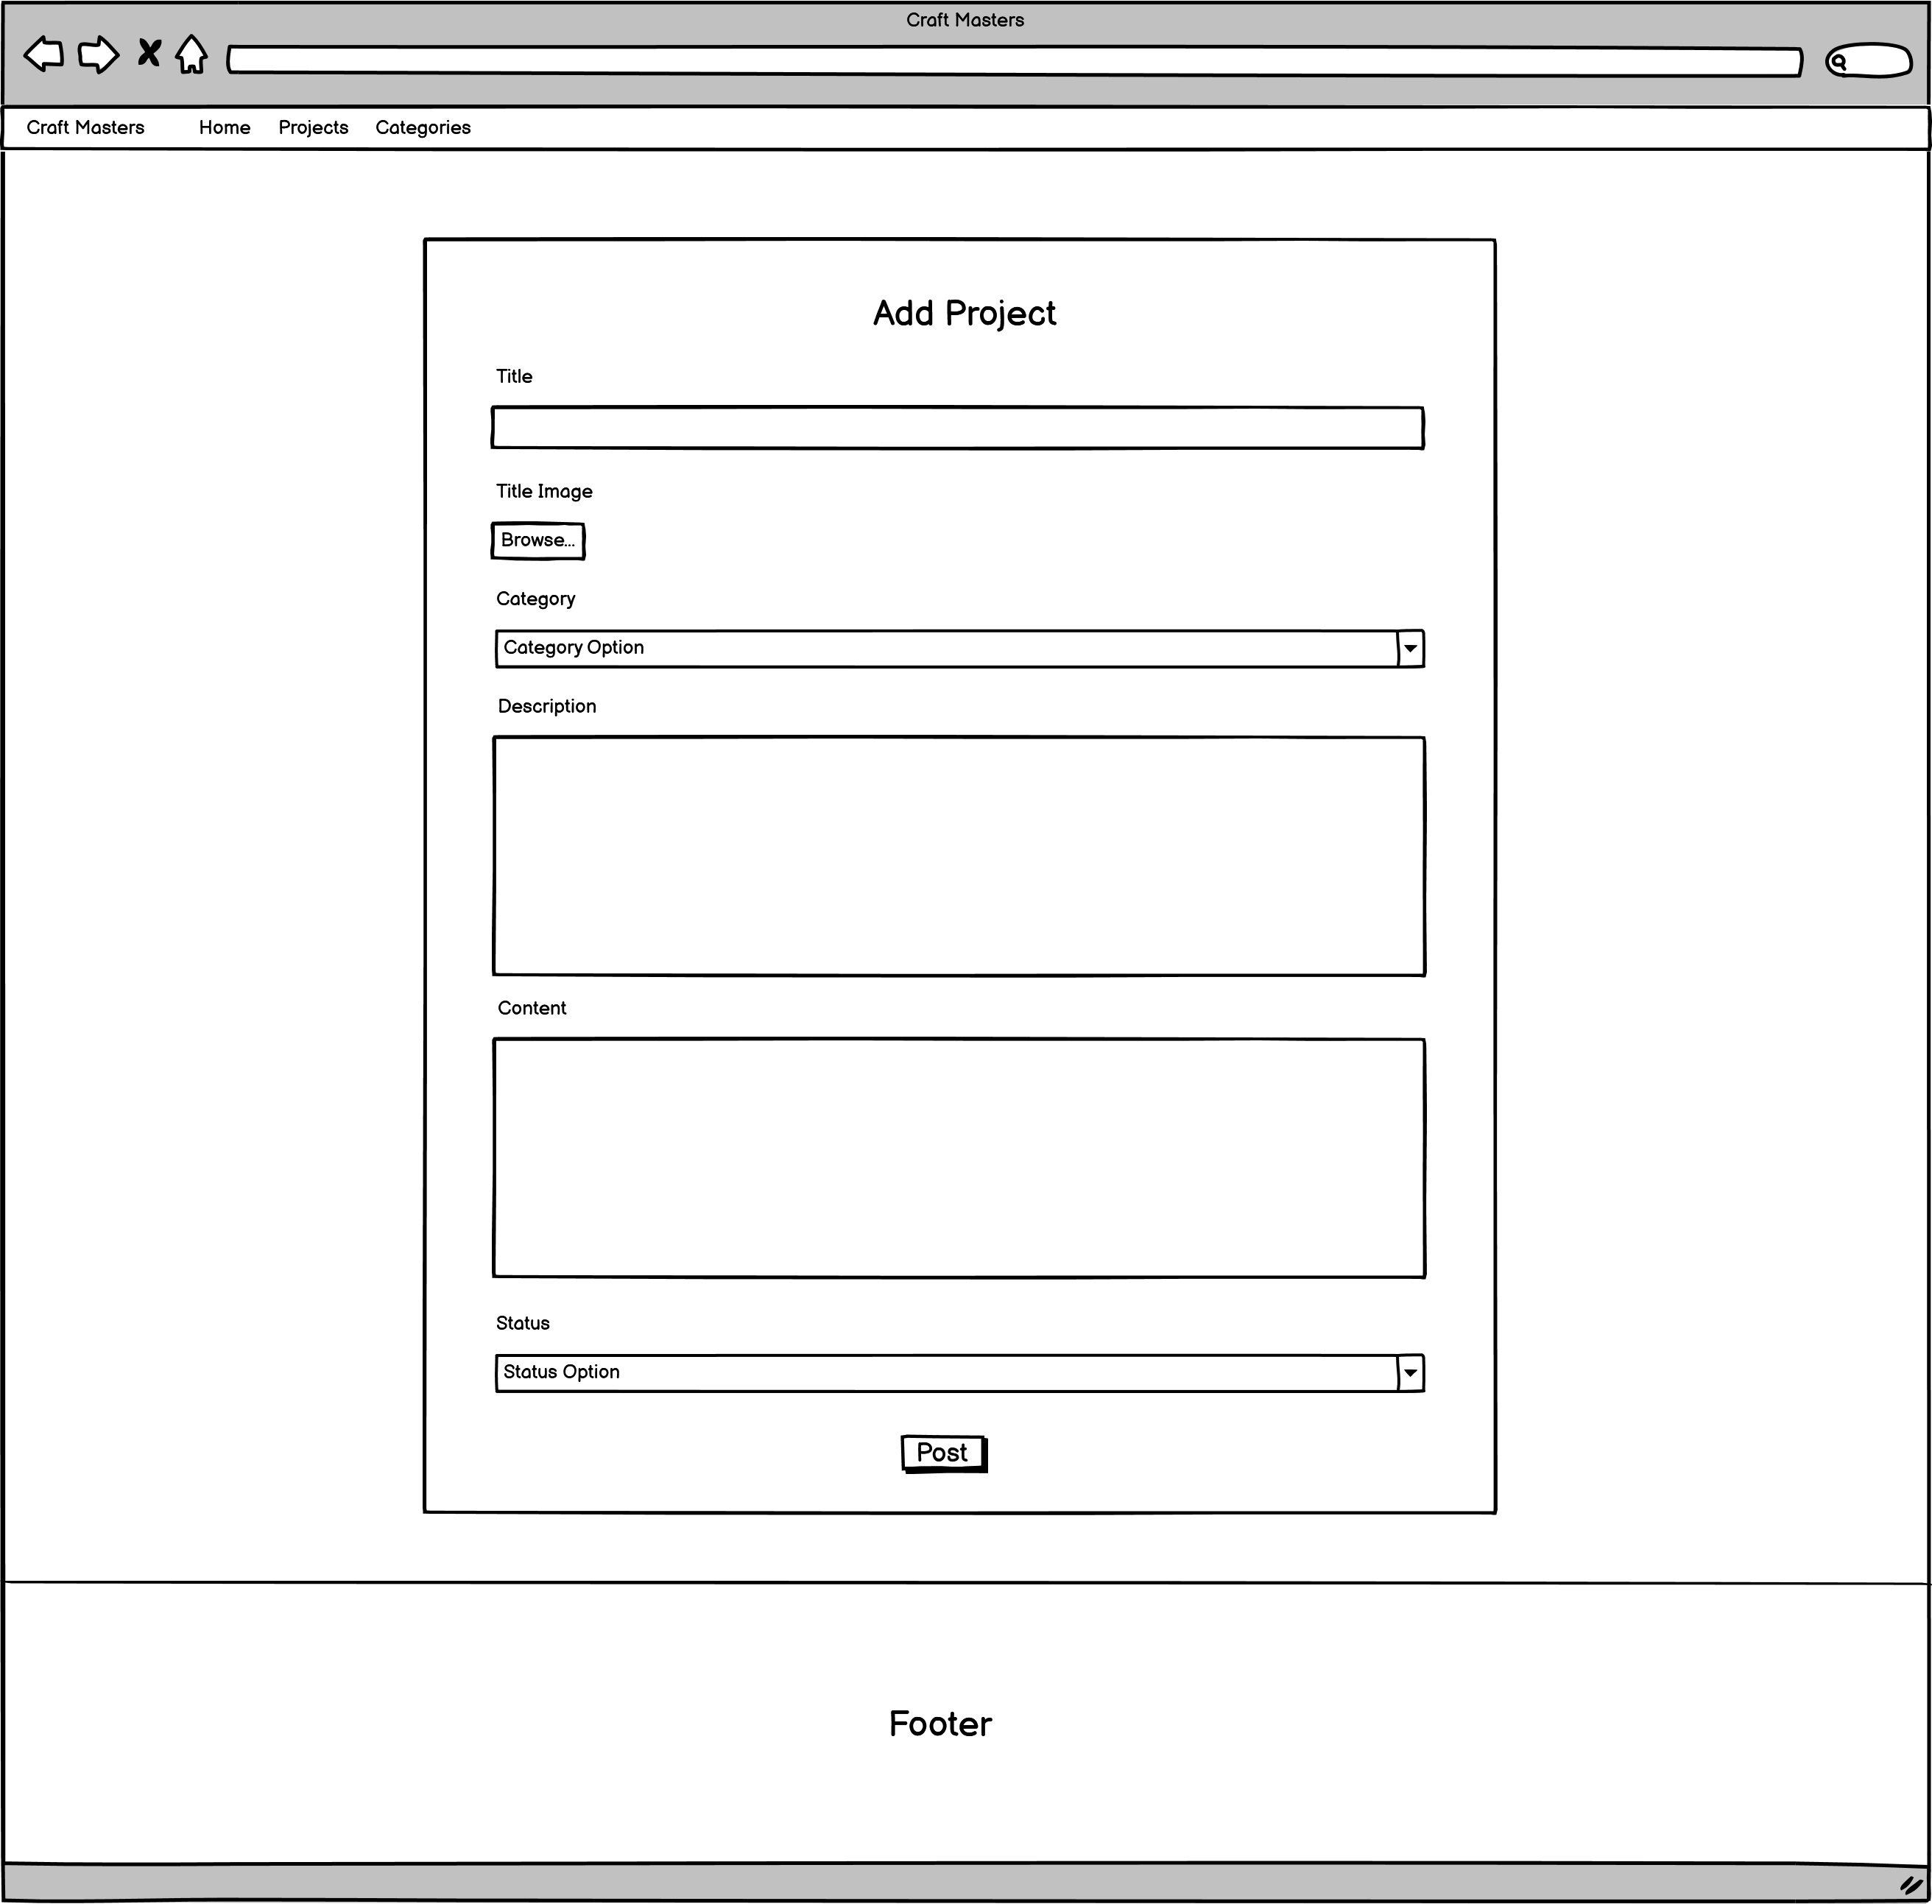 Craft Masters
Craft Masters Home Projects Categories
Add Project
Title
Title Image
Browse...
Category
Category Option
Description
Content
Status
Status Option
Post
Footer